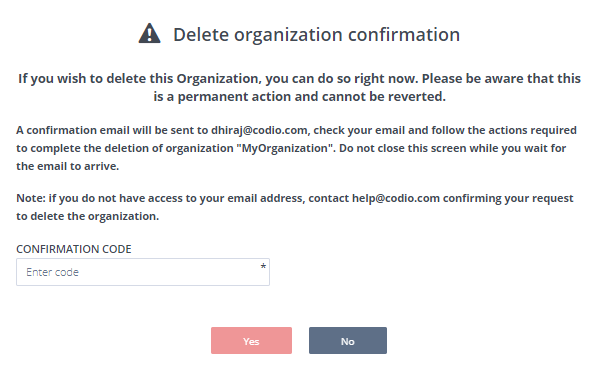 Delete organization confirmation
If you wish to delete this Organization, you can do so right now. Please be aware that this
is a permanent action and cannot be reverted.
A confirmation email will be sent to dhiraj@codio.com, check your email and follow the actions required
to complete the deletion of organization "MyOrganization". Do not close this screen while you wait for
the email to arrive.
Note: if you do not have access to your email address, contact help@codio.com confirming your request
to delete the organization.
CONFIRMATION CODE
Enter code *
Yes No